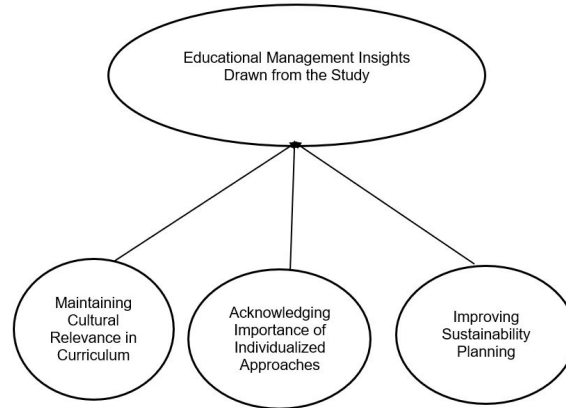 Educational Management Insights
Drawn from the Study
Maintaining
Cultural
Relevance in
Curriculum
Acknowledging
Importance of
Individualized
Approaches
Improving
Sustainability
Planning